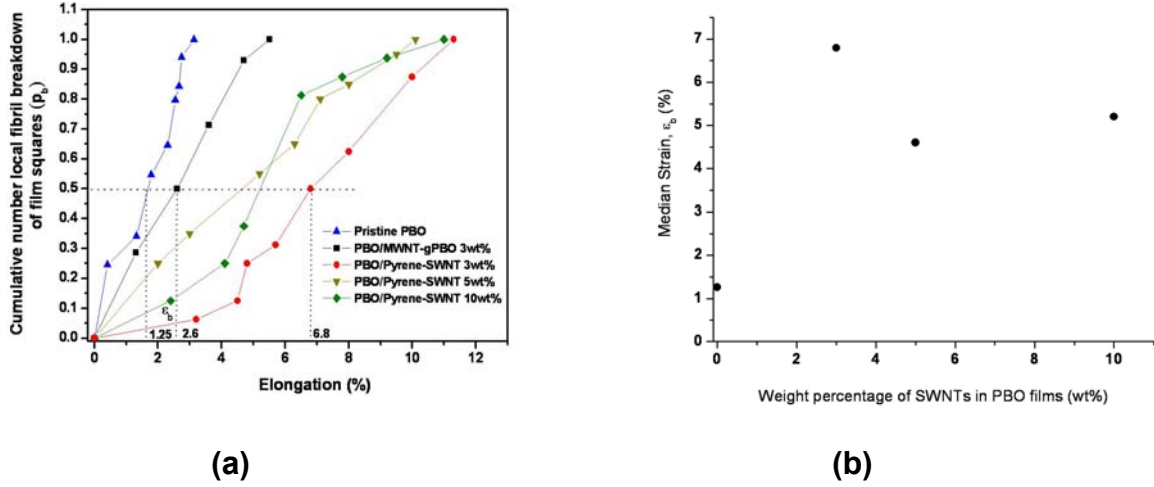 Cumulative number local fibril breakdown
of film squares (pb)
1.1
1.0
0.9
0.8
0.7
0.6
0.5
0.4
0.3
0.2
0.1
0.0
Pristine PBO
PBO/MWNT-gPBO 3wt%
PBO/Pyrene-SWNT 3wt%
PBO/Pyrene-SWNT 5wt%
PBO/Pyrene-SWNT 10wt%
εb
1.25 2.6 6.8
0 2 4 6 8 10 12
Elongation (%)
(a)
Median Strain, εb (%)
7
6
5
4
3
2
1
0
0 2 4 6 8 10
Weight percentage of SWNTs in PBO films (wt%)
(b)